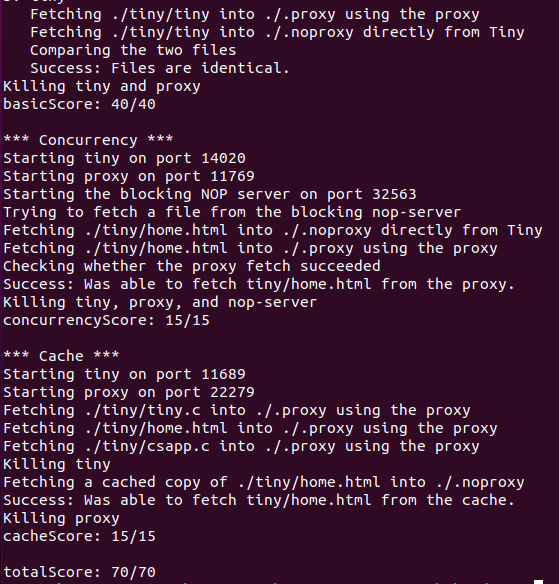 Fetching ./tiny/tiny into ./.proxy using the proxy
Fetching ./tiny/tiny into ./.noproxy directly from Tiny
Comparing the two files
Success: Files are identical.
Killing tiny and proxy
basicScore: 40/40
*** Concurrency ***
Starting tiny on port 14020
Starting proxy on port 11769
Starting the blocking NOP server on port 32563
Trying to fetch a file from the blocking nop-server
Fetching ./tiny/home.html into ./.noproxy directly from Tiny
Fetching ./tiny/home.html into ./.proxy using the proxy
Checking whether the proxy fetch succeeded
Success: Was able to fetch tiny/home.html from the proxy.
Killing tiny, proxy, and nop-server
concurrencyScore: 15/15
*** Cache ***
Starting tiny on port 11689
Starting proxy on port 22279
Fetching ./tiny/tiny.c into ./.proxy using the proxy
Fetching ./tiny/home.html into ./.proxy using the proxy
Fetching ./tiny/csapp.c into ./.proxy using the proxy
Killing tiny
Fetching a cached copy of ./tiny/home.html into ./.noproxy
Success: Was able to fetch tiny/home.html from the cache.
Killing proxy
cacheScore: 15/15
totalScore: 70/70